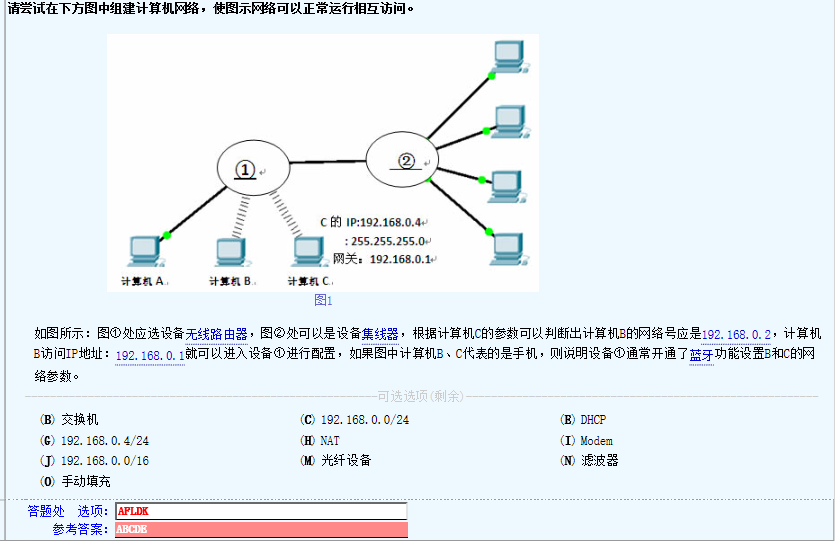 请尝试在下方图中组建计算机网络，使图示网络可以正常运行相互访问。
①
②
C 的 IP:192.168.0.4
: 255.255.255.0
网关：192.168.0.1
计算机 A
计算机 B
计算机 C
图1
如图所示：图①处应选设备无线路由器，图②处可以是设备集线器，根据计算机C的参数可以判断出计算机B的网络号应是192.168.0.2，计算机
B访问IP地址：192.168.0.1就可以进入设备①进行配置，如果图中计算机B、C代表的是手机，则说明设备①通常开通了蓝牙功能设置B和C的网
络参数。
可选选项(剩余)
(B) 交换机 (C) 192.168.0.0/24 (E) DHCP
(G) 192.168.0.4/24 (H) NAT (I) Modem
(J) 192.168.0.0/16 (M) 光纤设备 (N) 滤波器
(O) 手动填充
答题处 选项：AFLDK
参考答案：ABCDE